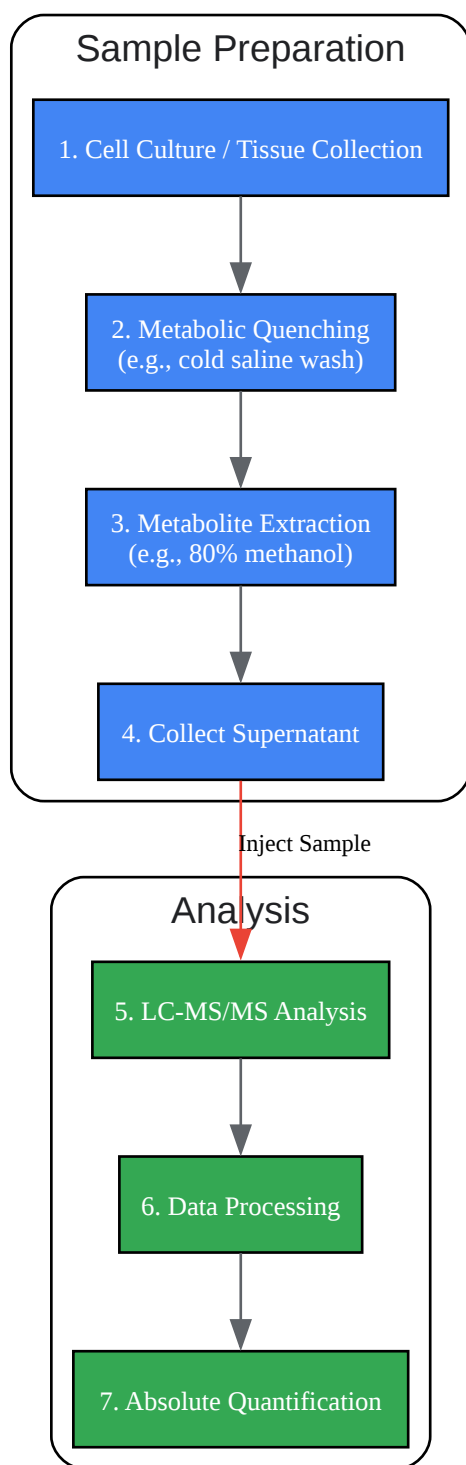 Sample Preparation
1. Cell Culture / Tissue Collection
2. Metabolic Quenching
(e.g., cold saline wash)
3. Metabolite Extraction
(e.g., 80% methanol)
4. Collect Supernatant
Inject Sample
Analysis
5. LC-MS/MS Analysis
6. Data Processing
7. Absolute Quantification